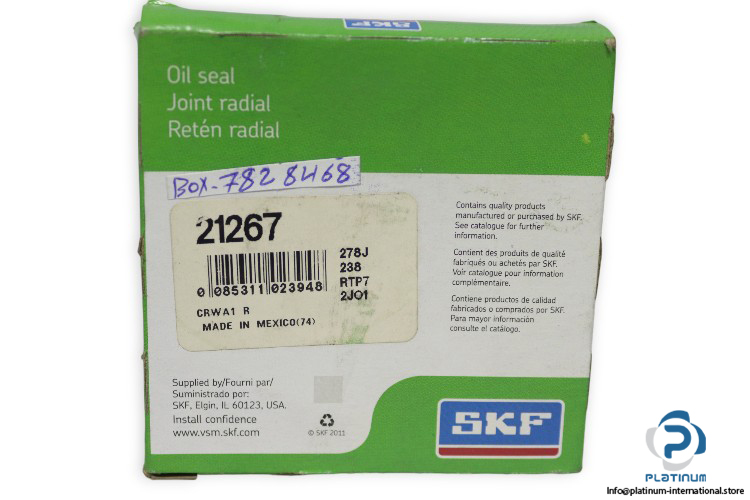 SKF
Oil seal
Joint radial
Retén radial
BOX-782 8468
21267
278J
238
RTP7
2JO1
0 085311 023948
CRWA1 R
MADE IN MEXICO(74)
Contains quality products
manufactured or purchased by SKF.
See catalogue for further
information.
Contient des produits de qualité
fabriqués ou achetés par SKF.
Voir catalogue pour information
complémentaire.
Contiene productos de calidad
fabricados o comprados por SKF.
Para mayor información
consulte el catálogo.
Supplied by/Fourni par/
Suministrado por:
SKF, Elgin, IL 60123, USA.
Install confidence
www.vsm.skf.com
© SKF 2011
SKF
PLATINUM
Info@platinum-international.store